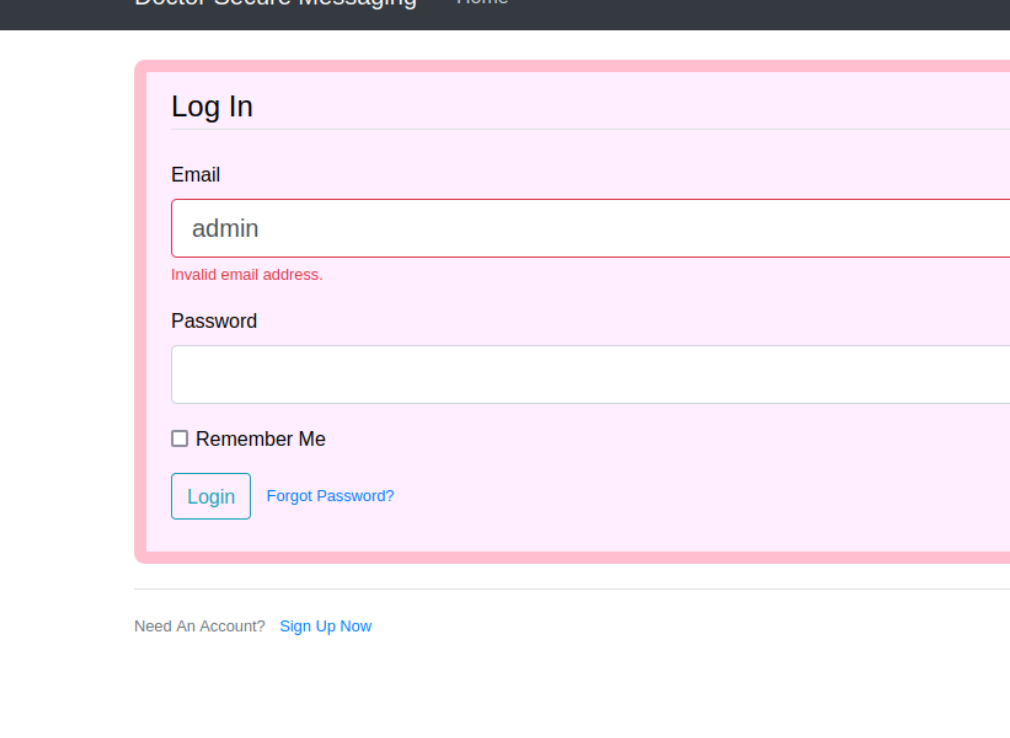 Doctor Secure Messaging Home
Log In
Email
admin
Invalid email address.
Password
Remember Me
Login Forgot Password?
Need An Account? Sign Up Now